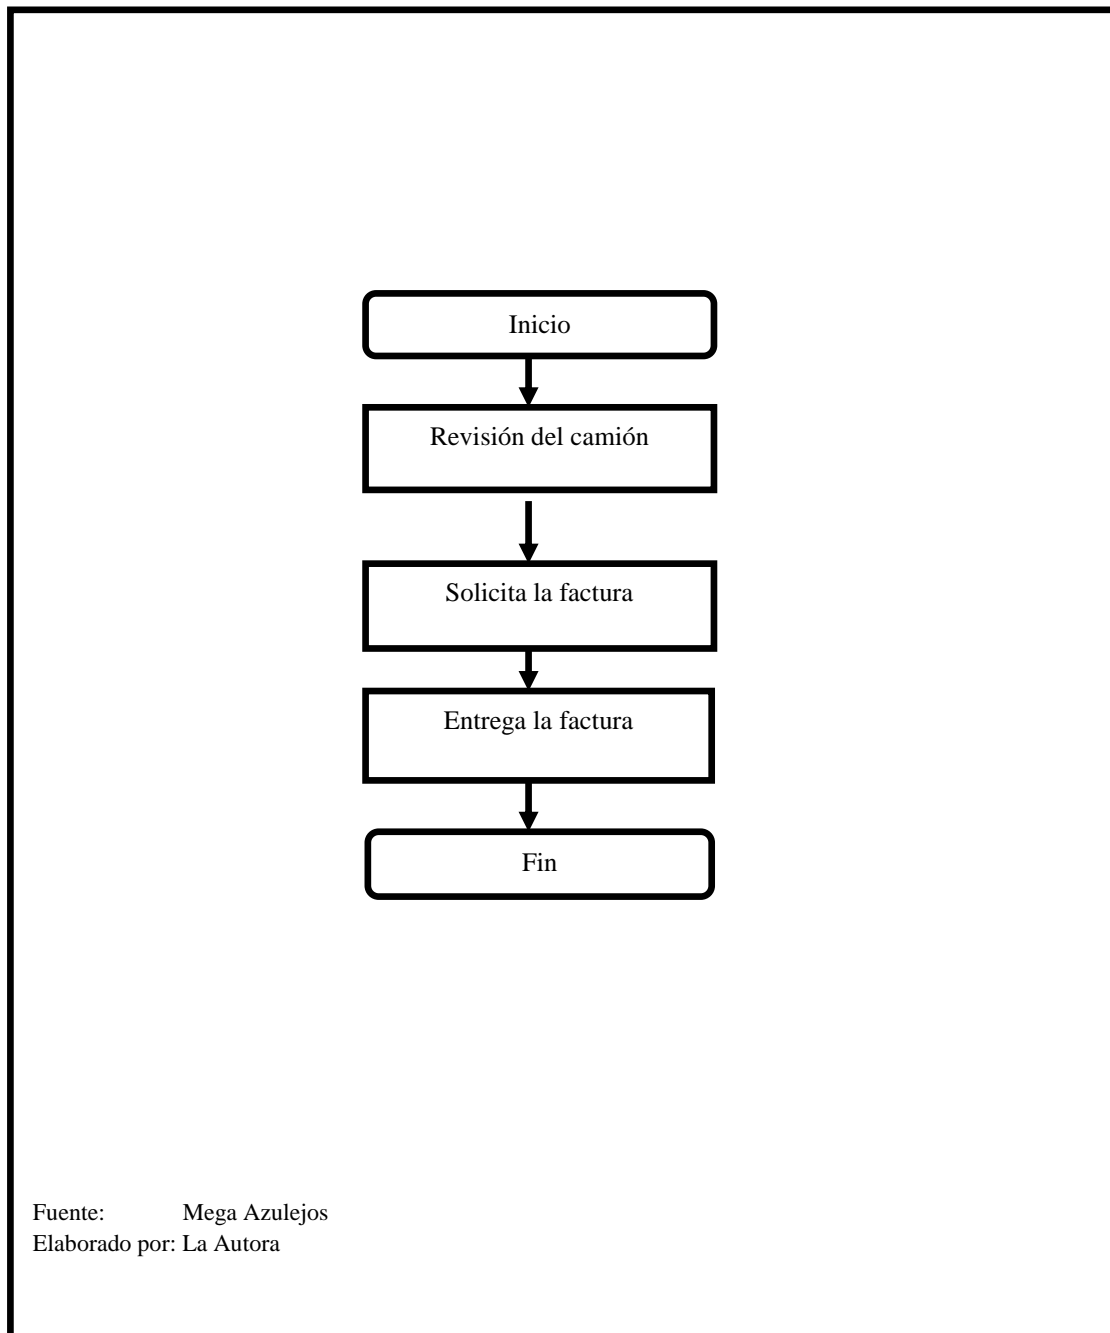 Inicio
Revisión del camión
Solicita la factura
Entrega la factura
Fin
Fuente: Mega Azulejos
Elaborado por: La Autora